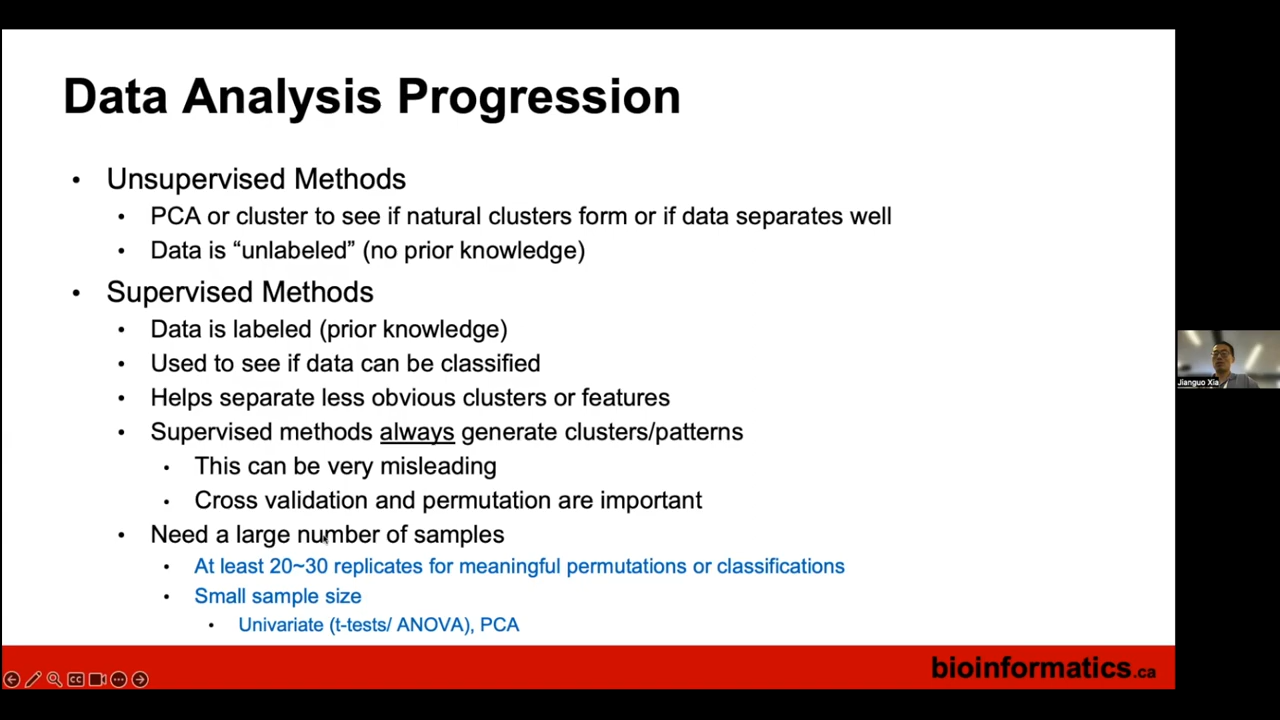 Data Analysis Progression
• Unsupervised Methods
• PCA or cluster to see if natural clusters form or if data separates well
• Data is “unlabeled” (no prior knowledge)
• Supervised Methods
• Data is labeled (prior knowledge)
• Used to see if data can be classified
• Helps separate less obvious clusters or features
• Supervised methods always generate clusters/patterns
• This can be very misleading
• Cross validation and permutation are important
• Need a large number of samples
• At least 20~30 replicates for meaningful permutations or classifications
• Small sample size
• Univariate (t-tests/ ANOVA), PCA
bioinformatics.ca
CC
Jianguo Xia